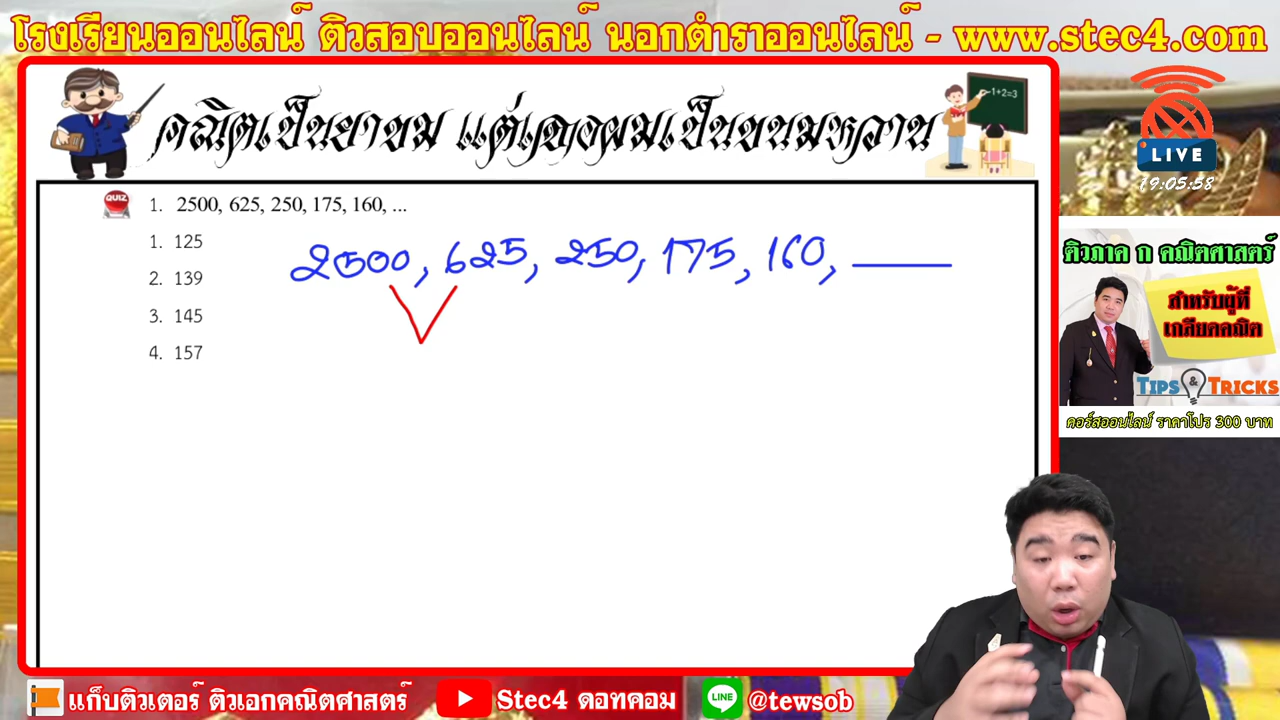 โรงเรียนออนไลน์ ติวสอบออนไลน์ นอกตำราออนไลน์ - www.stec4.com
คณิตเป็นยาขม แต่เคอผมเป็นขนมหวาน
1+2=3
LIVE
19:05:58
QUIZ 1. 2500, 625, 250, 175, 160, ...
1. 125
2. 139
3. 145
4. 157
2500, 625, 250, 175, 160,
ติวภาค ก คณิตศาสตร์
สำหรับผู้ที่
เกลียดคณิต
TIPS & TRICKS
คอร์สออนไลน์ ราคาโปร 300 บาท
แก๊บติวเตอร์ ติวเอกคณิตศาสตร์
Stec4 ดอทคอม
LINE @tewsob